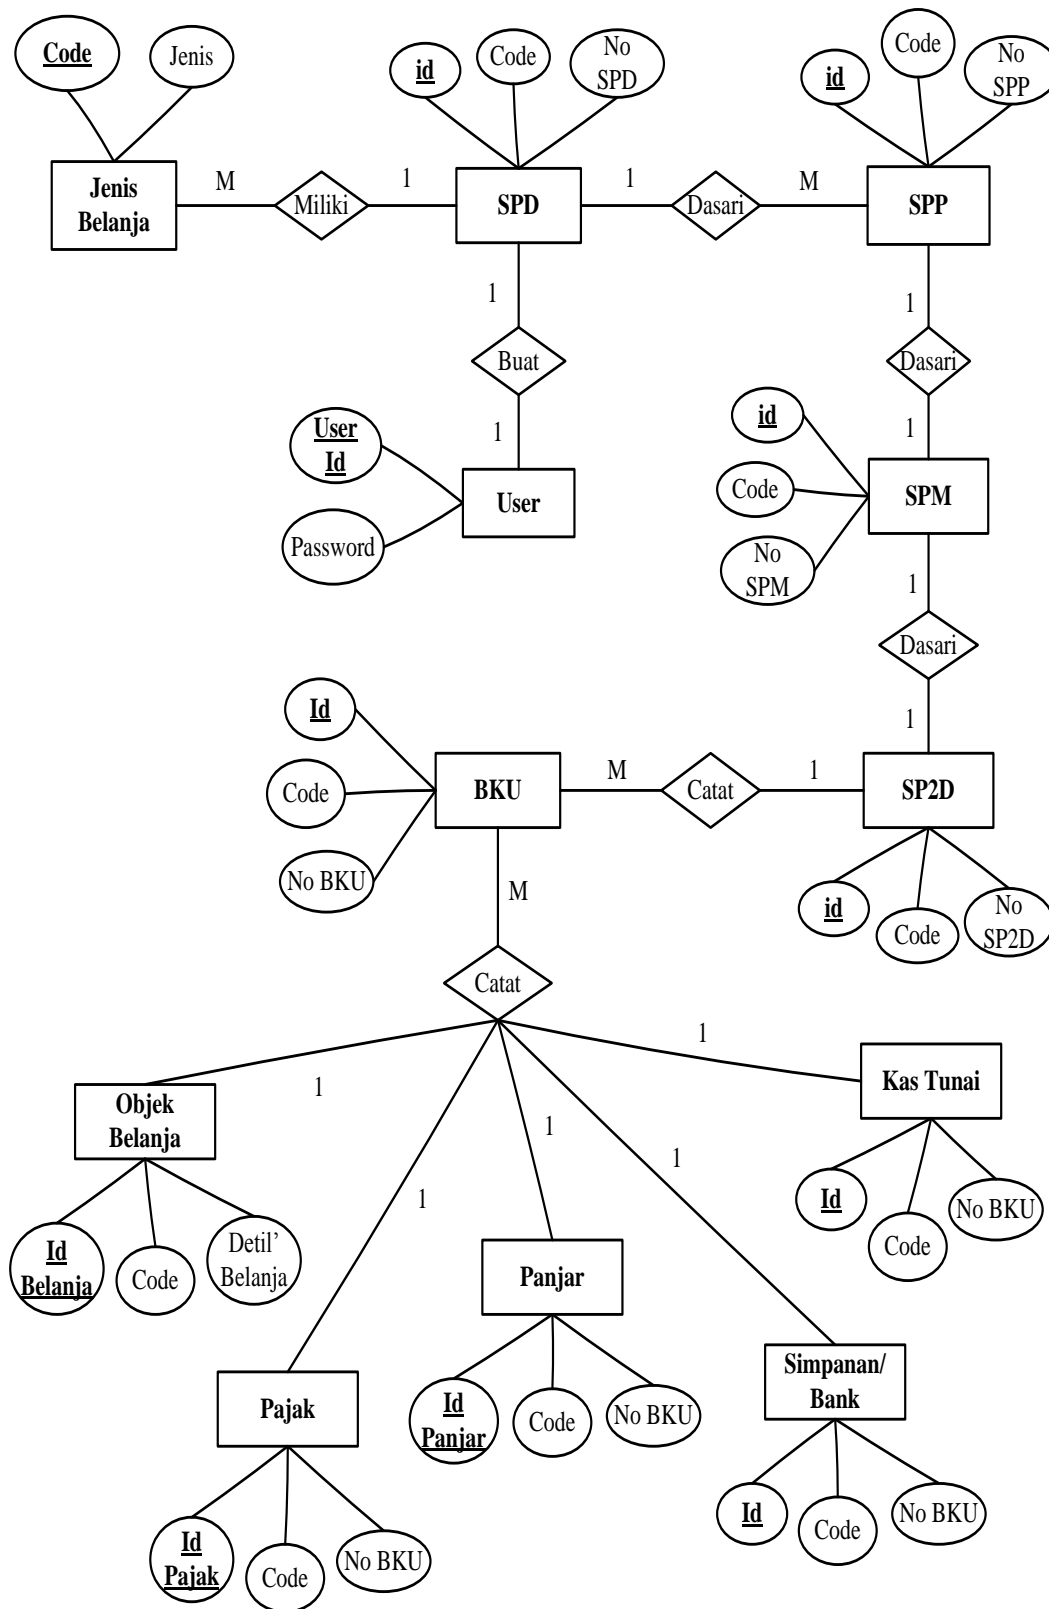 Code
Jenis
id
Code
No
SPD
id
Code
No
SPP
Jenis
Belanja
M
Miliki
1
SPD
1
Dasari
M
SPP
1
Buat
1
User
Id
Password
User
1
Dasari
1
id
Code
No
SPM
SPM
1
Dasari
1
Id
Code
No BKU
BKU
M
Catat
1
SP2D
id
Code
No
SP2D
M
Catat
1
1
1
1
1
Objek
Belanja
Id
Belanja
Code
Detil’
Belanja
Kas Tunai
Id
Code
No BKU
Panjar
Id
Panjar
Code
No BKU
Pajak
Id
Pajak
Code
No BKU
Simpanan/
Bank
Id
Code
No BKU